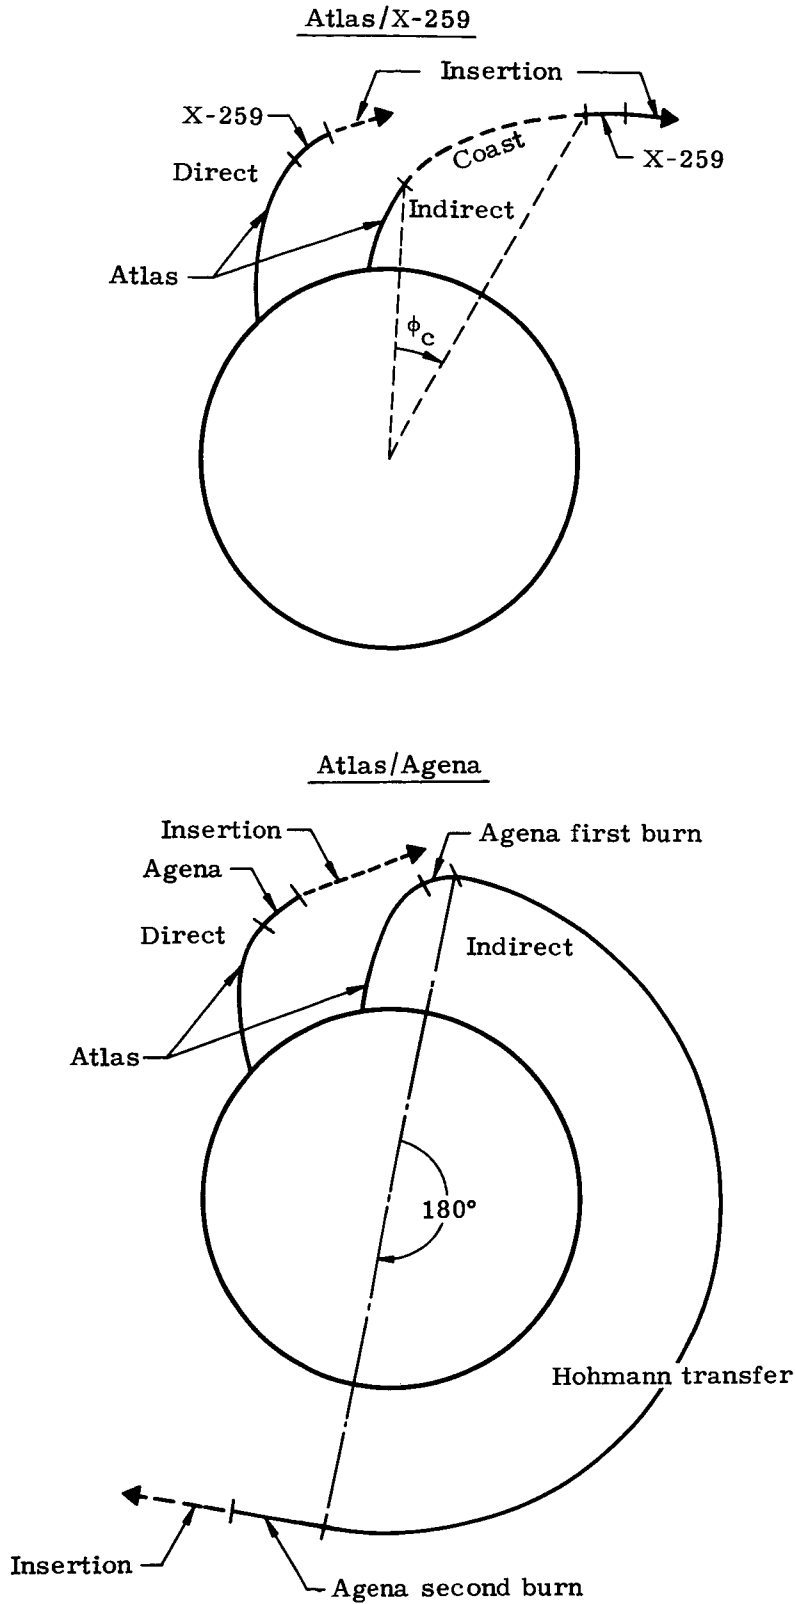 Atlas/X-259
Insertion
X-259
Coast
X-259
Direct
Indirect
Atlas
ϕc
Atlas/Agena
Insertion
Agena first burn
Agena
Direct
Indirect
Atlas
180°
Hohmann transfer
Insertion
Agena second burn